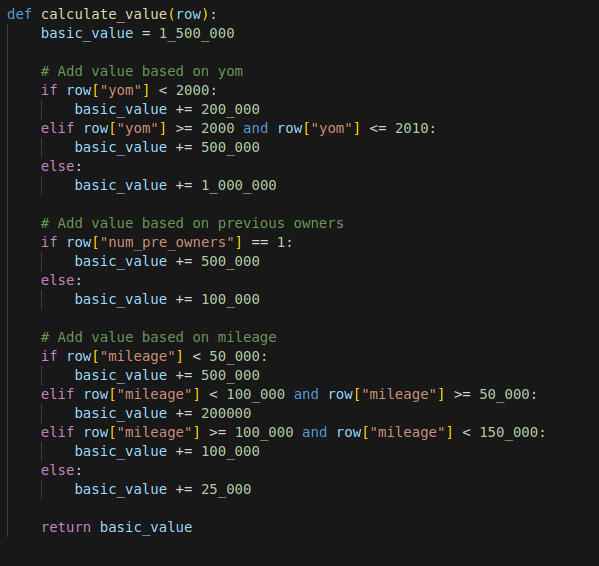 def calculate_value(row):
    basic_value = 1_500_000

    # Add value based on yom
    if row["yom"] < 2000:
        basic_value += 200_000
    elif row["yom"] >= 2000 and row["yom"] <= 2010:
        basic_value += 500_000
    else:
        basic_value += 1_000_000

    # Add value based on previous owners
    if row["num_pre_owners"] == 1:
        basic_value += 500_000
    else:
        basic_value += 100_000

    # Add value based on mileage
    if row["mileage"] < 50_000:
        basic_value += 500_000
    elif row["mileage"] < 100_000 and row["mileage"] >= 50_000:
        basic_value += 200000
    elif row["mileage"] >= 100_000 and row["mileage"] < 150_000:
        basic_value += 100_000
    else:
        basic_value += 25_000

    return basic_value